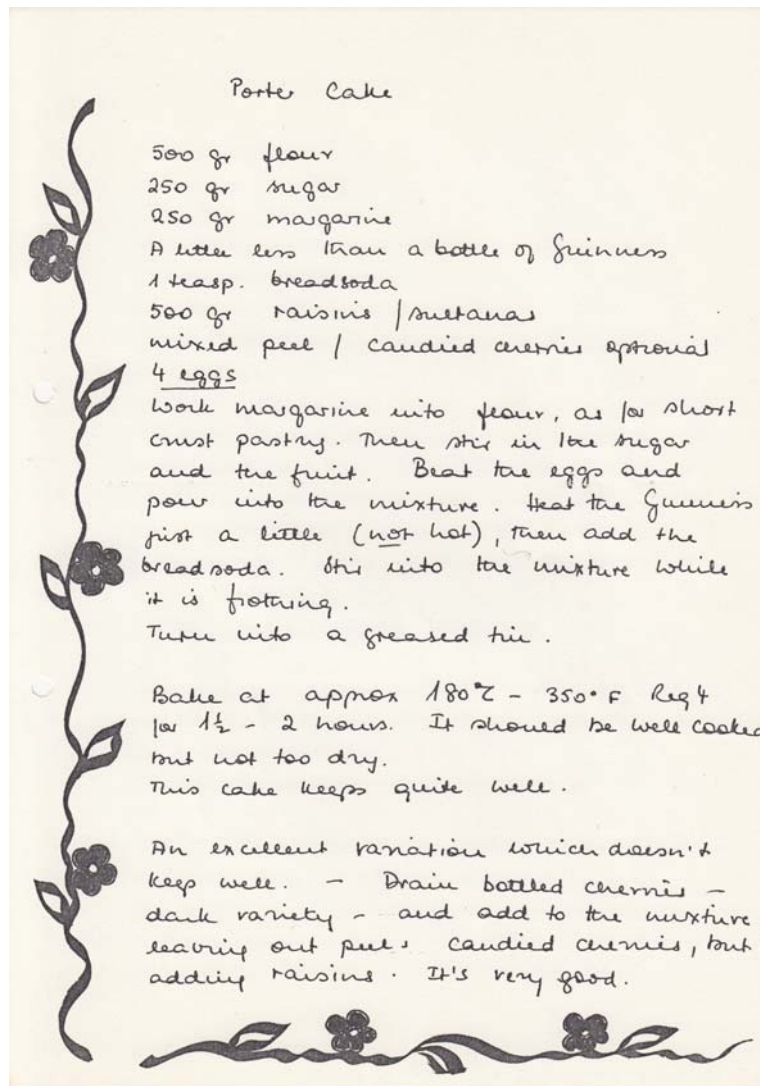 Porter Cake
500 gr flour
250 gr sugar
250 gr margarine
A little less than a bottle of Guinness
1 teasp. breadsoda
500 gr raisins / sultanas
mixed peel / candied cherries optional
4 eggs
Work margarine into flour, as for short
crust pastry. Then stir in the sugar
and the fruit. Beat the eggs and
pour into the mixture. Heat the Guinness
just a little (not hot), then add the
breadsoda. Stir into the mixture while
it is frothing.
Turn into a greased tin.
Bake at approx 180°C - 350°F Reg 4
for 1½ - 2 hours. It should be well cooked
but not too dry.
This cake keeps quite well.
An excellent variation which doesn't
keep well. - Drain bottled cherries -
dark variety - and add to the mixture
leaving out peel + candied cherries, but
adding raisins. It's very good.